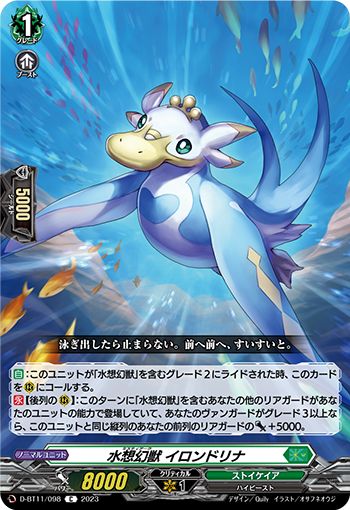 1
グレード
ブースト
5000
シールド
泳ぎ出したら止まらない。前へ前へ、すいすいと。
自:このユニットが「水想幻獣」を含むグレード2にライドされた時、このカードを Ⓡ にコールする。
永【後列の Ⓡ】:このターンに「水想幻獣」を含むあなたの他のリアガードがあなたのユニットの能力で登場していて、あなたのヴァンガードがグレード3以上なら、このユニットと同じ縦列のあなたの前列のリアガードの+5000。
ノーマルユニット
水想幻獣 イロンドリナ
パワー 8000
クリティカル
1
ストイケイア
ハイビースト
D-BT11/098 C 2023
デザイン/Quily イラスト/オサフネオウジ